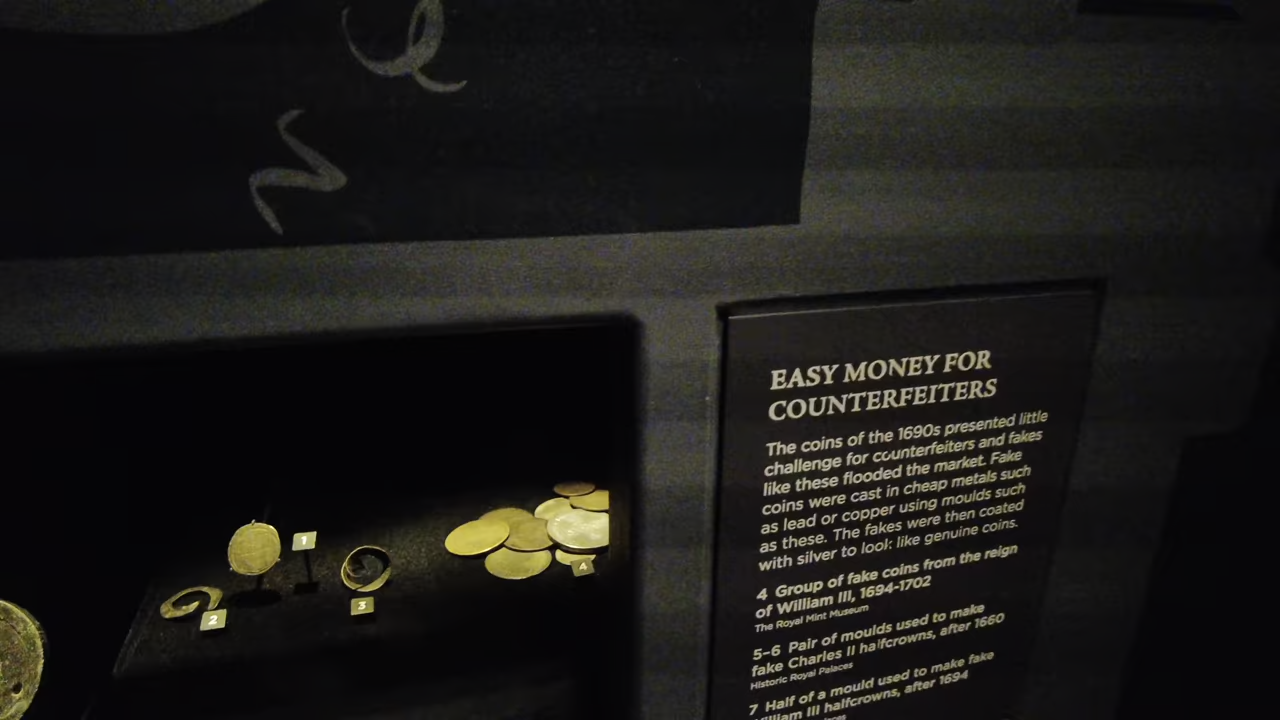 EASY MONEY FOR
COUNTERFEITERS
The coins of the 1690s presented little
challenge for counterfeiters and fakes
like these flooded the market. Fake
coins were cast in cheap metals such
as lead or copper using moulds such
as these. The fakes were then coated
with silver to look like genuine coins.
4 Group of fake coins from the reign
of William III, 1694-1702
The Royal Mint Museum
5-6 Pair of moulds used to make
fake Charles II halfcrowns, after 1660
Historic Royal Palaces
7 Half of a mould used to make fake
William III halfcrowns, after 1694
1
2
3
4